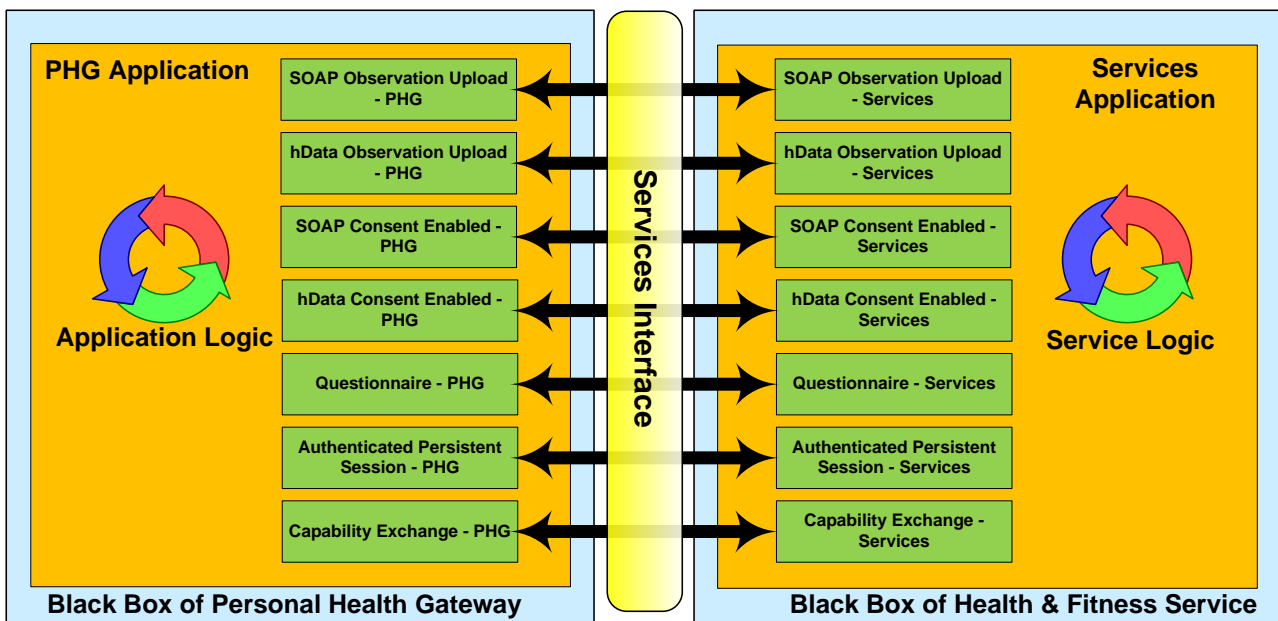 PHG Application
SOAP Observation Upload
- PHG
hData Observation Upload
- PHG
SOAP Consent Enabled -
PHG
hData Consent Enabled -
PHG
Questionnaire - PHG
Authenticated Persistent
Session - PHG
Capability Exchange - PHG
Application Logic
Black Box of Personal Health Gateway
Services Interface
SOAP Observation Upload
- Services
hData Observation Upload
- Services
SOAP Consent Enabled -
Services
hData Consent Enabled -
Services
Questionnaire - Services
Authenticated Persistent
Session - Services
Capability Exchange -
Services
Services
Application
Service Logic
Black Box of Health & Fitness Service